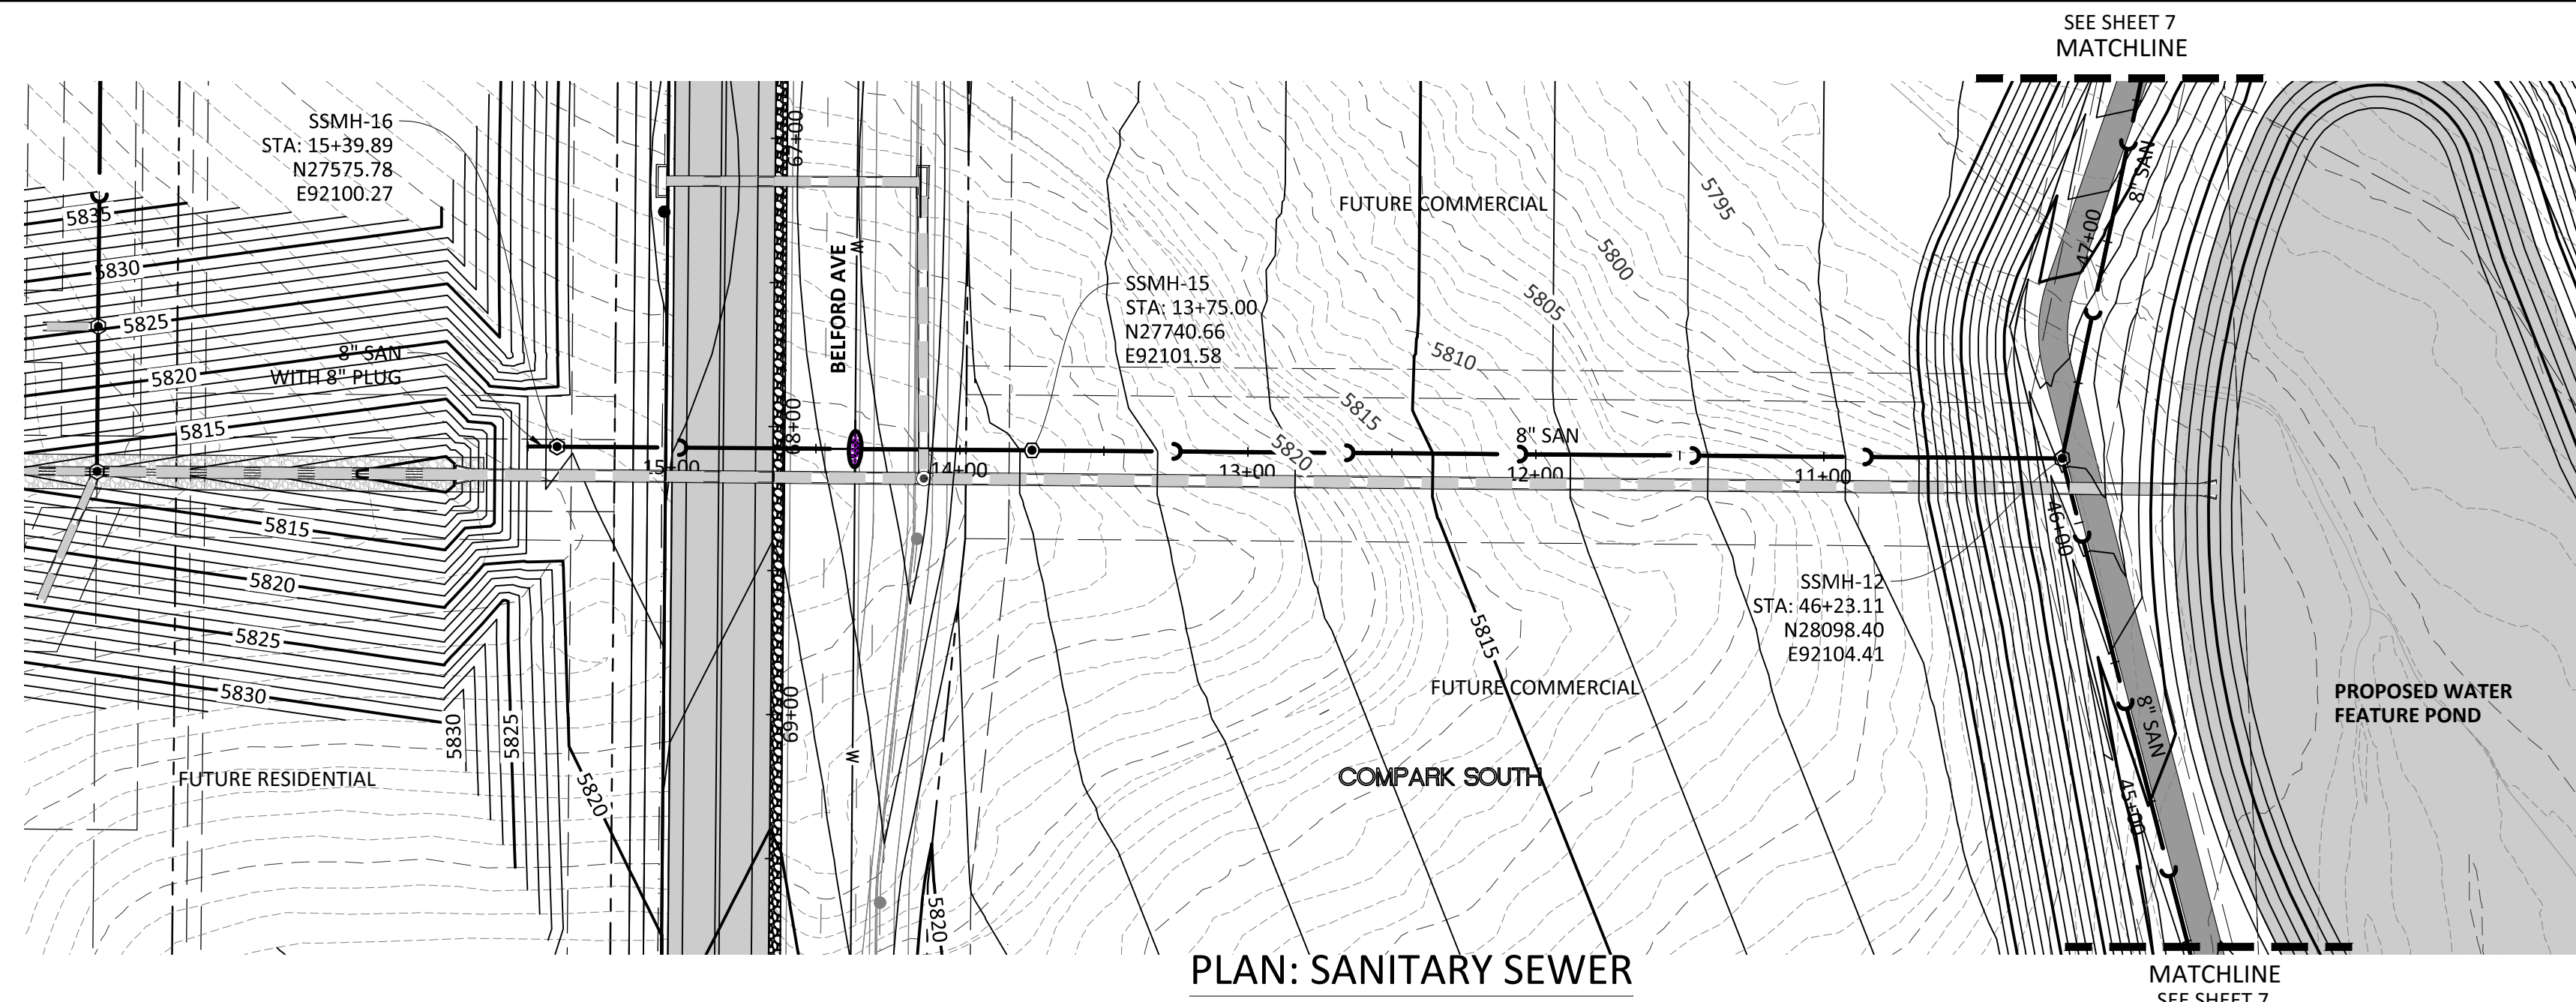 SEE SHEET 7
MATCHLINE
SSMH-16
STA: 15+39.89
N27575.78
E92100.27
67+00
8" SAN
5795
FUTURE COMMERCIAL
5835
47+00
BELFORD AVE
W
5800
5830
SSMH-15
STA: 13+75.00
N27740.66
E92101.58
5805
5825
8" SAN
WITH 8" PLUG
5810
5820
5815
68+00
5815
8" SAN
5820
15+00
14+00
13+00
12+00
11+00
5815
46+00
5820
SSMH-12
STA: 46+23.11
N28098.40
E92104.41
5825
5815
5830
FUTURE COMMERCIAL
PROPOSED WATER
FEATURE POND
69+00
5830
5825
8" SAN
W
FUTURE RESIDENTIAL
COMPARK SOUTH
5820
45+00
5820
PLAN: SANITARY SEWER
MATCHLINE
SEE SHEET 7